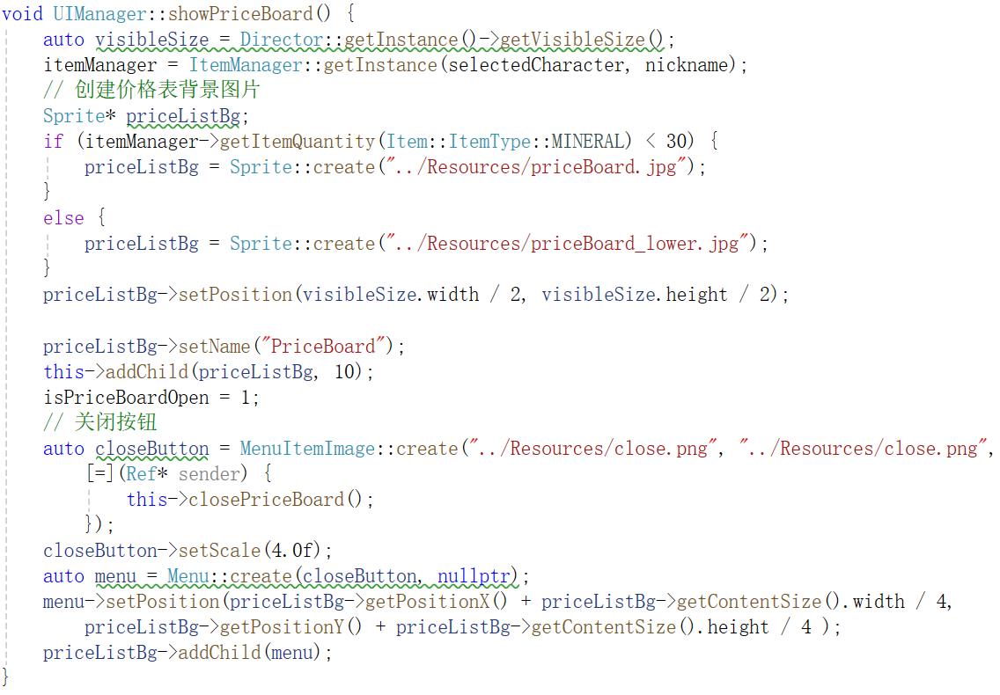 void UIManager::showPriceBoard() {
    auto visibleSize = Director::getInstance()->getVisibleSize();
    itemManager = ItemManager::getInstance(selectedCharacter, nickname);
    // 创建价格表背景图片
    Sprite* priceListBg;
    if (itemManager->getItemQuantity(Item::ItemType::MINERAL) < 30) {
        priceListBg = Sprite::create("../Resources/priceBoard.jpg");
    }
    else {
        priceListBg = Sprite::create("../Resources/priceBoard_lower.jpg");
    }
    priceListBg->setPosition(visibleSize.width / 2, visibleSize.height / 2);

    priceListBg->setName("PriceBoard");
    this->addChild(priceListBg, 10);
    isPriceBoardOpen = 1;
    // 关闭按钮
    auto closeButton = MenuItemImage::create("../Resources/close.png", "../Resources/close.png",
        [=](Ref* sender) {
            this->closePriceBoard();
        });
    closeButton->setScale(4.0f);
    auto menu = Menu::create(closeButton, nullptr);
    menu->setPosition(priceListBg->getPositionX() + priceListBg->getContentSize().width / 4,
        priceListBg->getPositionY() + priceListBg->getContentSize().height / 4 );
    priceListBg->addChild(menu);
}